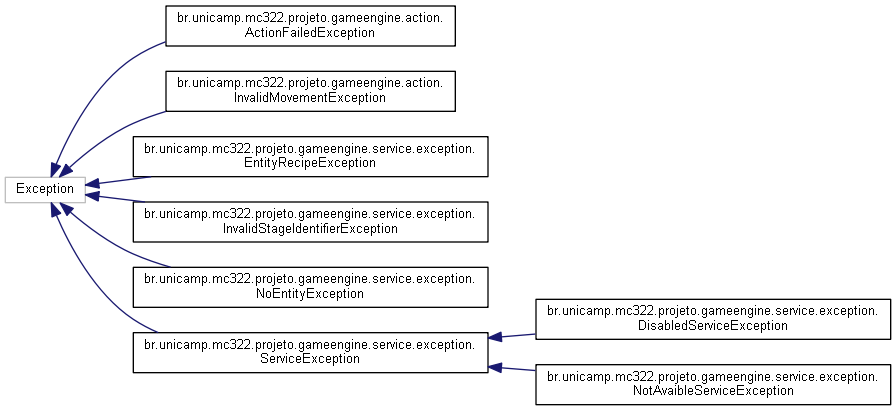 br.unicamp.mc322.projeto.gameengine.action.
ActionFailedException
br.unicamp.mc322.projeto.gameengine.action.
InvalidMovementException
br.unicamp.mc322.projeto.gameengine.service.exception.
EntityRecipeException
Exception
br.unicamp.mc322.projeto.gameengine.service.exception.
InvalidStageIdentifierException
br.unicamp.mc322.projeto.gameengine.service.exception.
NoEntityException
br.unicamp.mc322.projeto.gameengine.service.exception.
DisabledServiceException
br.unicamp.mc322.projeto.gameengine.service.exception.
ServiceException
br.unicamp.mc322.projeto.gameengine.service.exception.
NotAvaibleServiceException